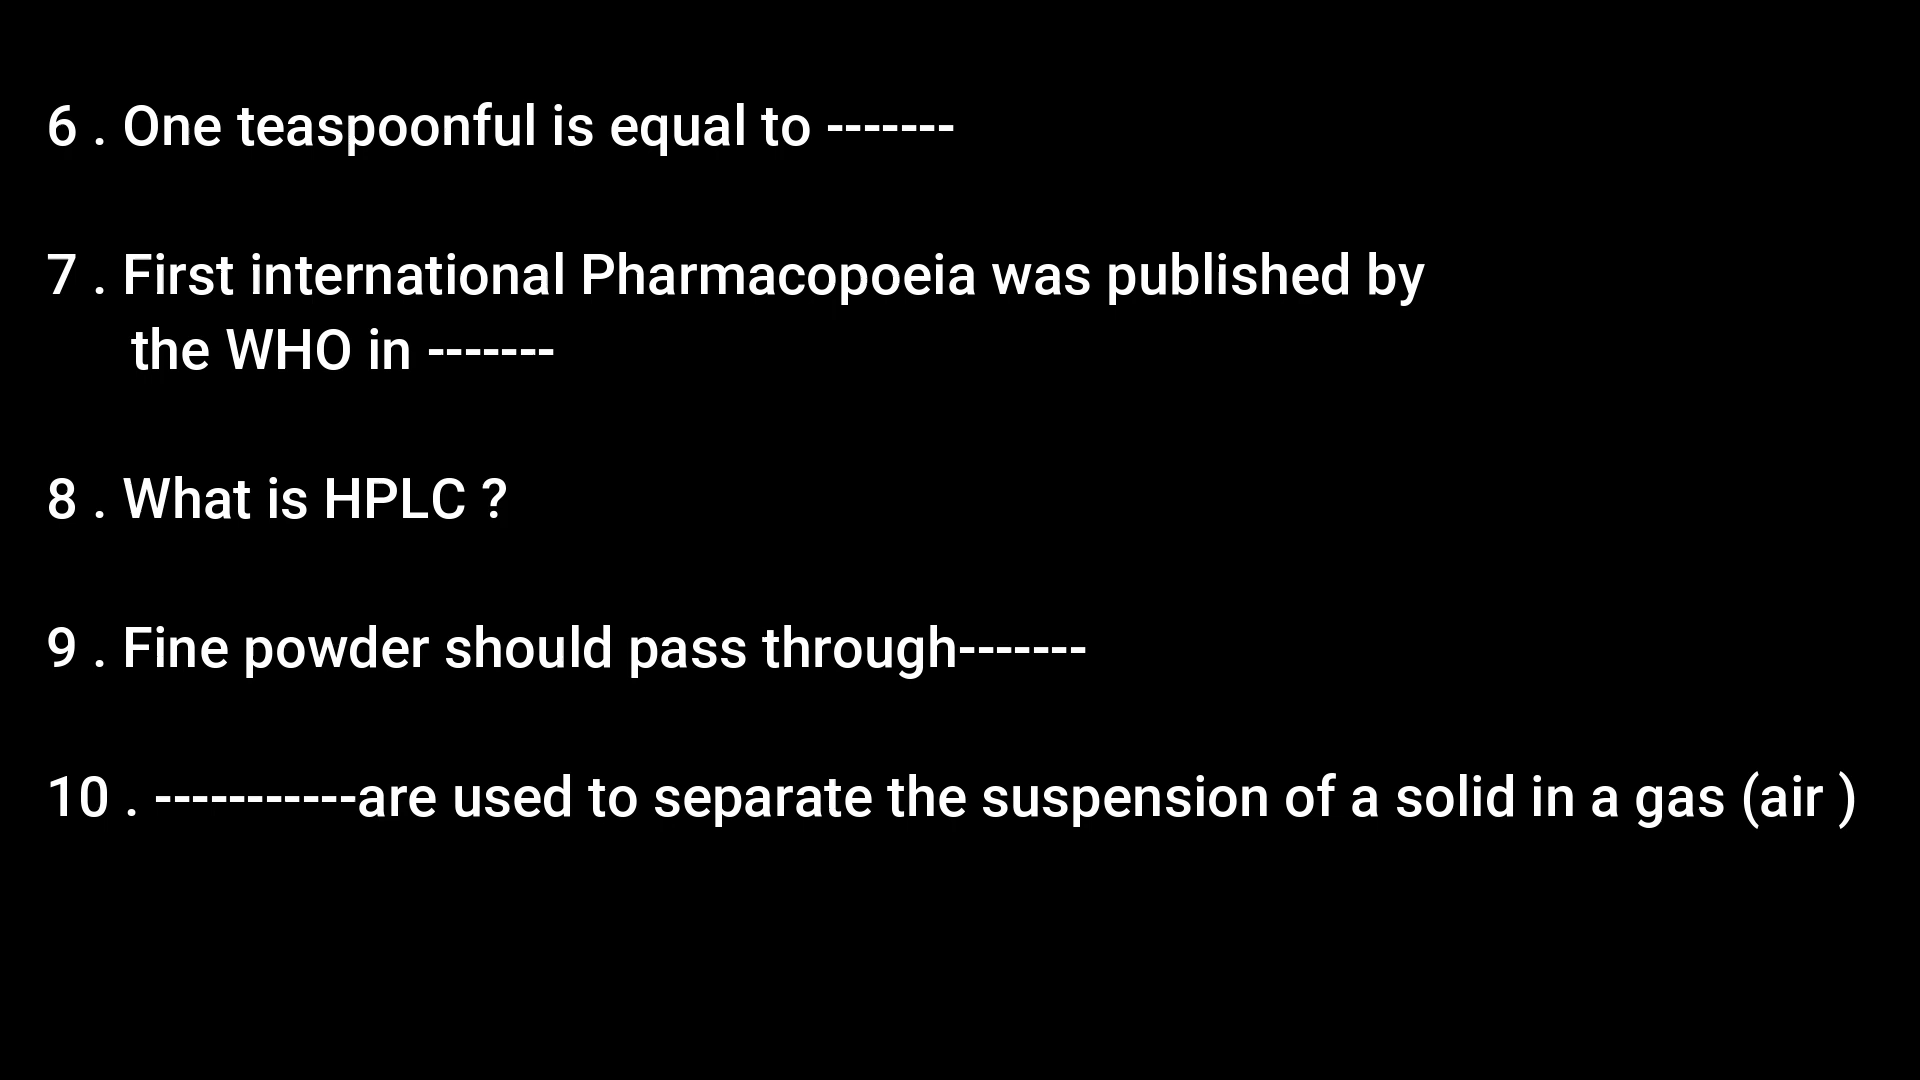 6 . One teaspoonful is equal to -------
7 . First international Pharmacopoeia was published by
the WHO in -------
8 . What is HPLC ?
9 . Fine powder should pass through-------
10 . -----------are used to separate the suspension of a solid in a gas (air )